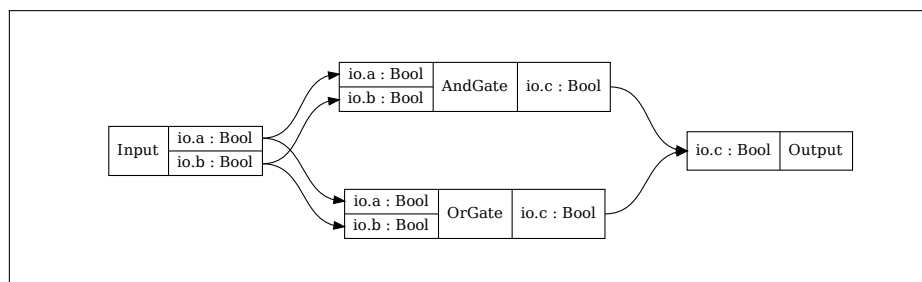 Input
io.a : Bool
io.b : Bool
io.a : Bool
io.b : Bool
AndGate
io.c : Bool
io.a : Bool
io.b : Bool
OrGate
io.c : Bool
io.c : Bool
Output